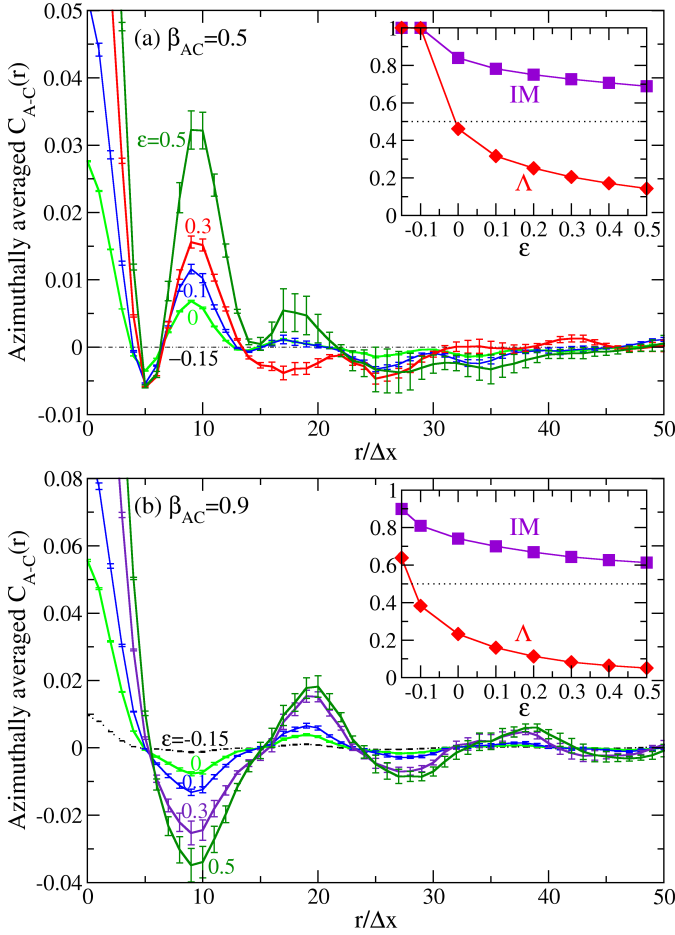 0.05
0.04
0.03
0.02
0.01
0
-0.01
Azimuthally averaged C_{A-C}(r)
(a) β_{AC}=0.5
ε=0.5
0.3
0.1
0
−0.15
0 10 20 30 40 50
r/Δx
1
0.8
0.6
0.4
0.2
0
IM
Λ
-0.1 0 0.1 0.2 0.3 0.4 0.5
ε
0.08
0.06
0.04
0.02
0
-0.02
-0.04
Azimuthally averaged C_{A-C}(r)
(b) β_{AC}=0.9
ε=-0.15
0
0.1
0.3
0.5
0 10 20 30 40 50
r/Δx
1
0.8
0.6
0.4
0.2
0
IM
Λ
-0.1 0 0.1 0.2 0.3 0.4 0.5
ε